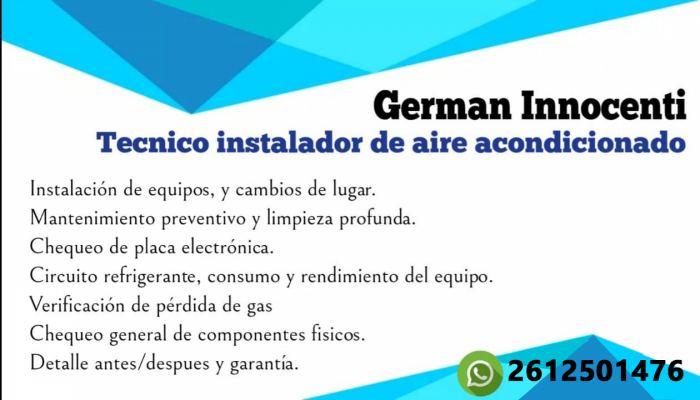 German Innocenti
Tecnico instalador de aire acondicionado
Instalación de equipos, y cambios de lugar.
Mantenimiento preventivo y limpieza profunda.
Chequeo de placa electrónica.
Circuito refrigerante, consumo y rendimiento del equipo.
Verificación de pérdida de gas
Chequeo general de componentes fisicos.
Detalle antes/despues y garantía.
2612501476